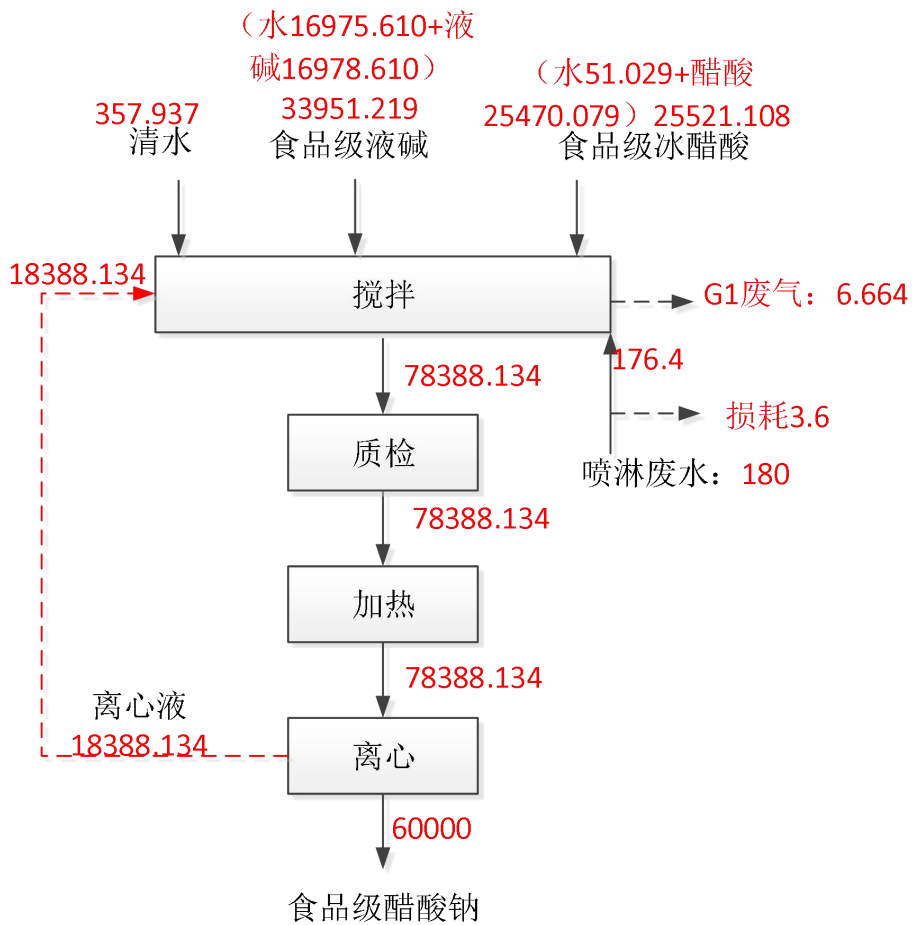 （水16975.610+液
碱16978.610）
33951.219
食品级液碱
（水51.029+醋酸
25470.079）25521.108
食品级冰醋酸
357.937
清水
18388.134
搅拌
G1废气：6.664
176.4
78388.134
损耗3.6
质检
喷淋废水：180
78388.134
加热
78388.134
离心液
18388.134
离心
60000
食品级醋酸钠